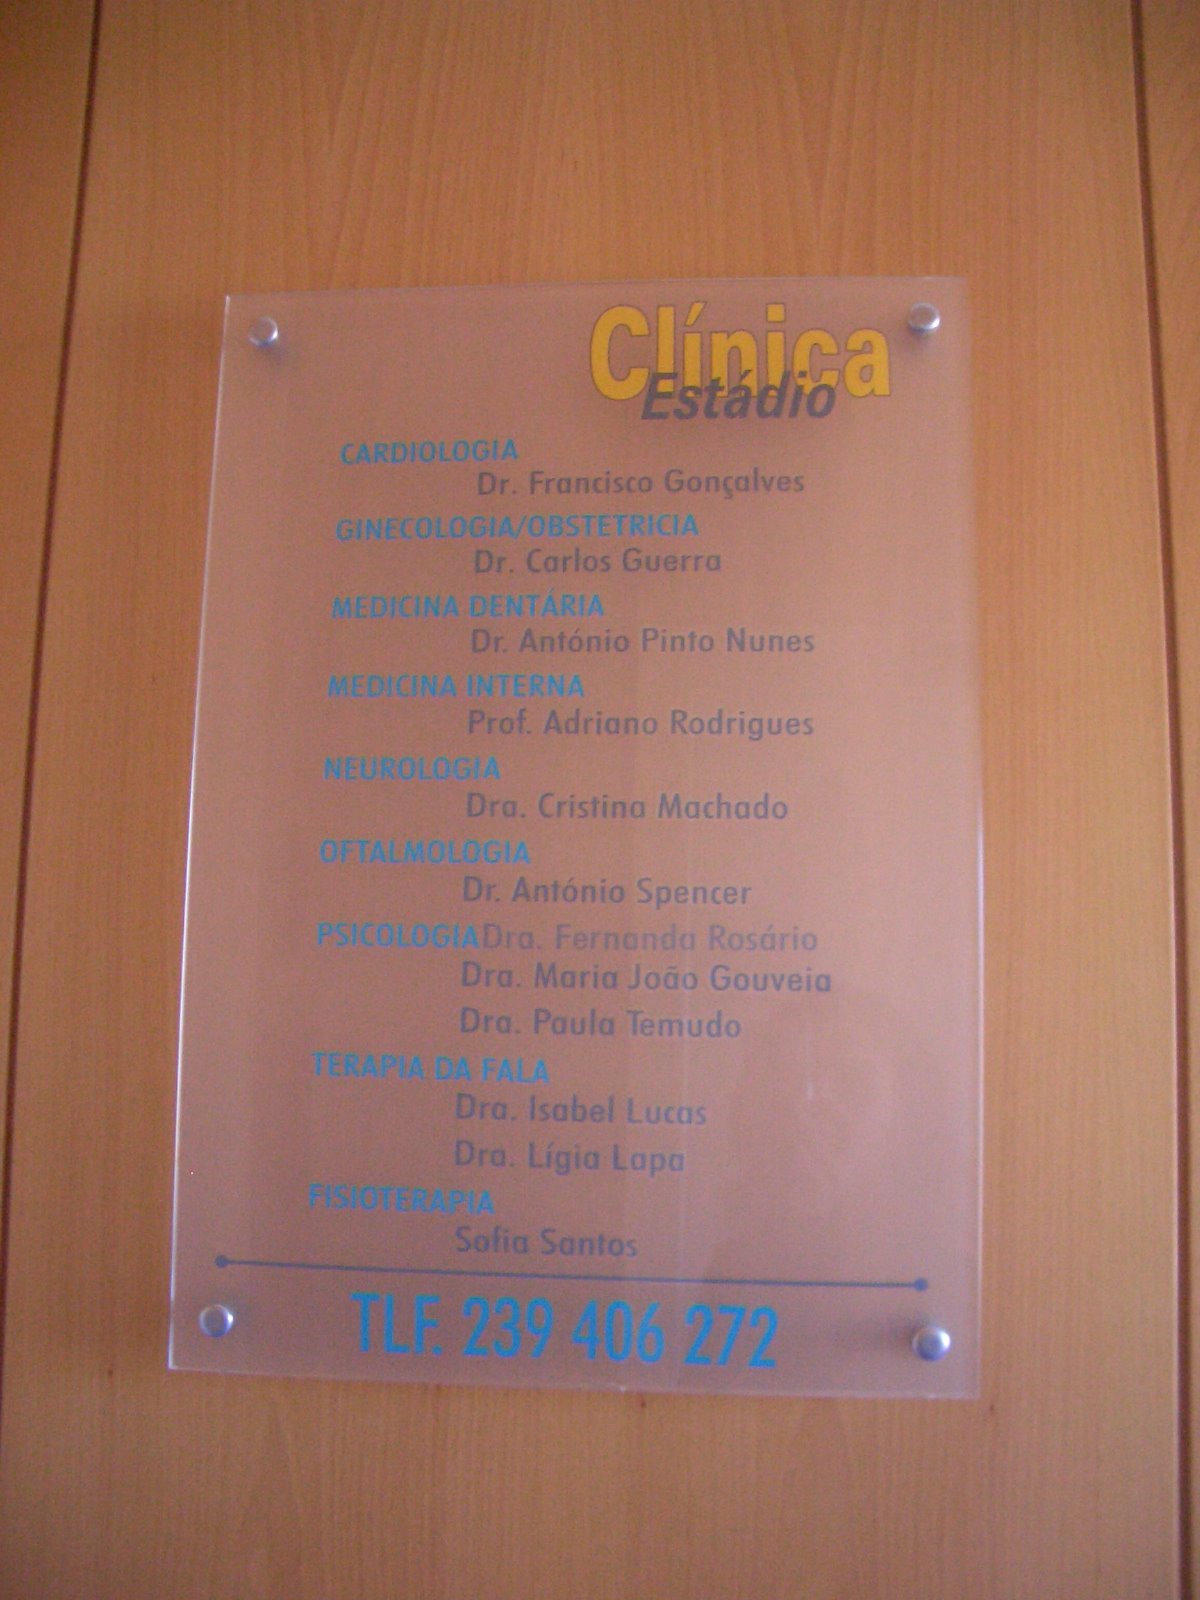 Clínica
Estádio
CARDIOLOGIA
Dr. Francisco Gonçalves
GINECOLOGIA/OBSTETRICIA
Dr. Carlos Guerra
MEDICINA DENTÁRIA
Dr. António Pinto Nunes
MEDICINA INTERNA
Prof. Adriano Rodrigues
NEUROLOGIA
Dra. Cristina Machado
OFTALMOLOGIA
Dr. António Spencer
PSICOLOGIA Dra. Fernanda Rosário
Dra. Maria João Gouveia
Dra. Paula Temudo
TERAPIA DA FALA
Dra. Isabel Lucas
Dra. Lígia Lapa
FISIOTERAPIA
Sofia Santos
TLF. 239 406 272